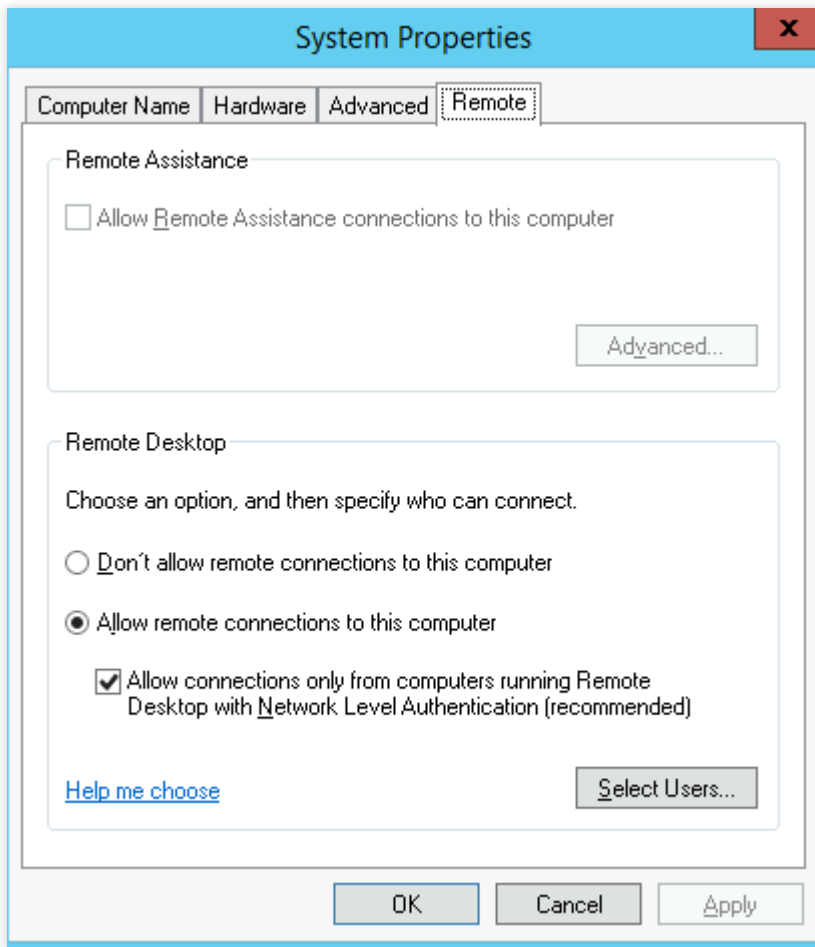 System Properties
x
Computer Name Hardware Advanced Remote
Remote Assistance
Allow Remote Assistance connections to this computer
Advanced...
Remote Desktop
Choose an option, and then specify who can connect.
Don't allow remote connections to this computer
Allow remote connections to this computer
Allow connections only from computers running Remote
Desktop with Network Level Authentication (recommended)
Help me choose Select Users...
OK Cancel Apply